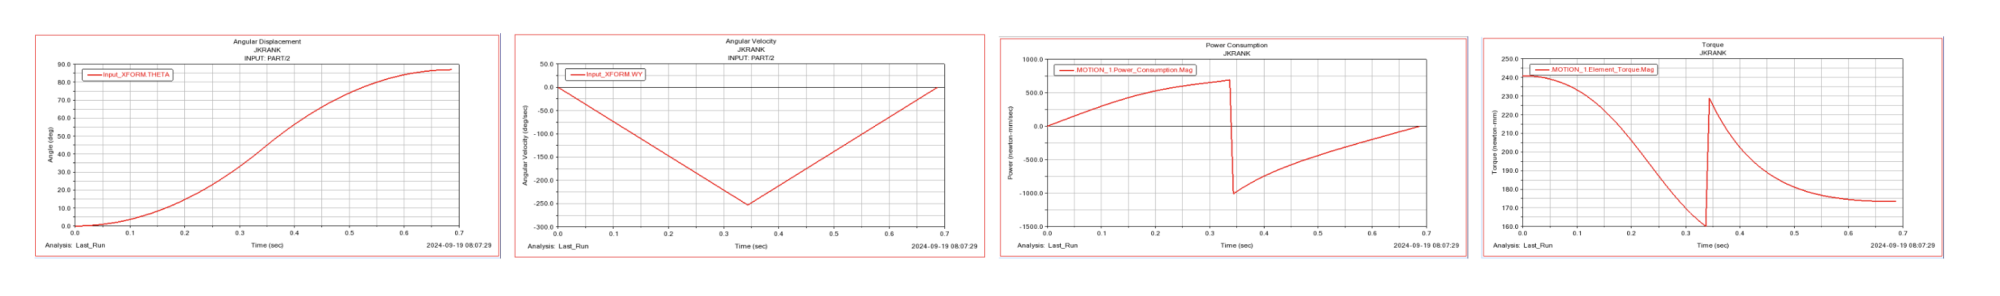 Angular Displacement
JKRANK
INPUT: PART/2
Input_XFORM.THETA
90.0
80.0
70.0
60.0
50.0
40.0
30.0
20.0
10.0
0.0
Angle (deg)
0.0 0.1 0.2 0.3 0.4 0.5 0.6 0.7
Analysis: Last_Run Time (sec) 2024-09-19 08:07:29
Angular Velocity
JKRANK
INPUT: PART/2
Input_XFORM.WY
50.0
0.0
-50.0
-100.0
-150.0
-200.0
-250.0
-300.0
Angular Velocity (deg/sec)
0.0 0.1 0.2 0.3 0.4 0.5 0.6 0.7
Analysis: Last_Run Time (sec) 2024-09-19 08:07:29
Power Consumption
JKRANK
MOTION_1.Power_Consumption.Mag
1000.0
500.0
0.0
-500.0
-1000.0
-1500.0
Power (newton-mm/sec)
0.0 0.1 0.2 0.3 0.4 0.5 0.6 0.7
Analysis: Last_Run Time (sec) 2024-09-19 08:07:29
Torque
JKRANK
MOTION_1.Element_Torque.Mag
250.0
240.0
230.0
220.0
210.0
200.0
190.0
180.0
170.0
160.0
Torque (newton-mm)
0.0 0.1 0.2 0.3 0.4 0.5 0.6 0.7
Analysis: Last_Run Time (sec) 2024-09-19 08:07:29